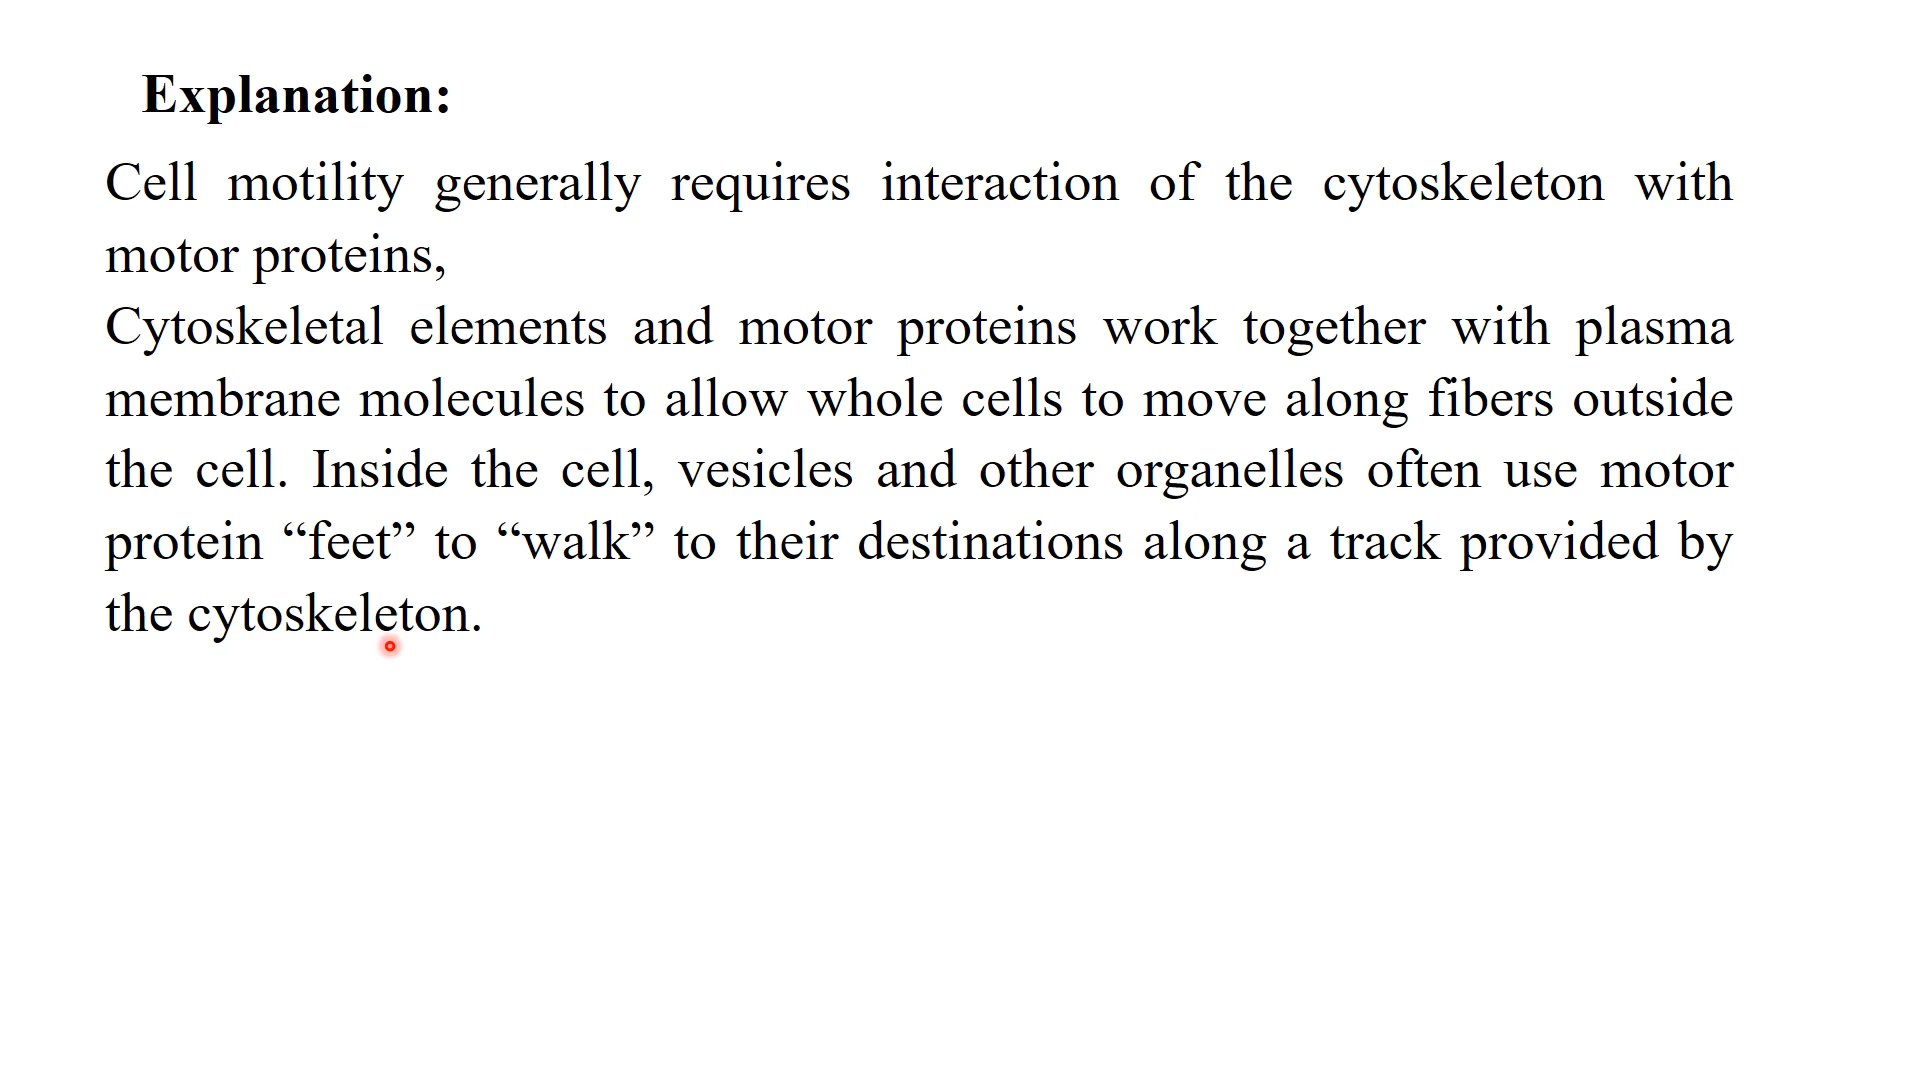 Explanation:
Cell motility generally requires interaction of the cytoskeleton with
motor proteins,
Cytoskeletal elements and motor proteins work together with plasma
membrane molecules to allow whole cells to move along fibers outside
the cell. Inside the cell, vesicles and other organelles often use motor
protein “feet” to “walk” to their destinations along a track provided by
the cytoskeleton.